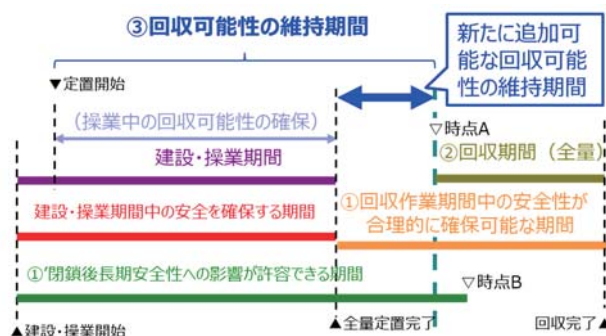 ③回収可能性の維持期間
新たに追加可
能な回収可能
性の維持期間
▼定置開始
(操業中の回収可能性の確保)
▽時点A
建設・操業期間
②回収期間（全量）
建設・操業期間中の安全を確保する期間
①回収作業期間中の安全性が
合理的に確保可能な期間
①’閉鎖後長期安全性への影響が許容できる期間
▽時点B
▲建設・操業開始
▲全量定置完了
回収完了▲